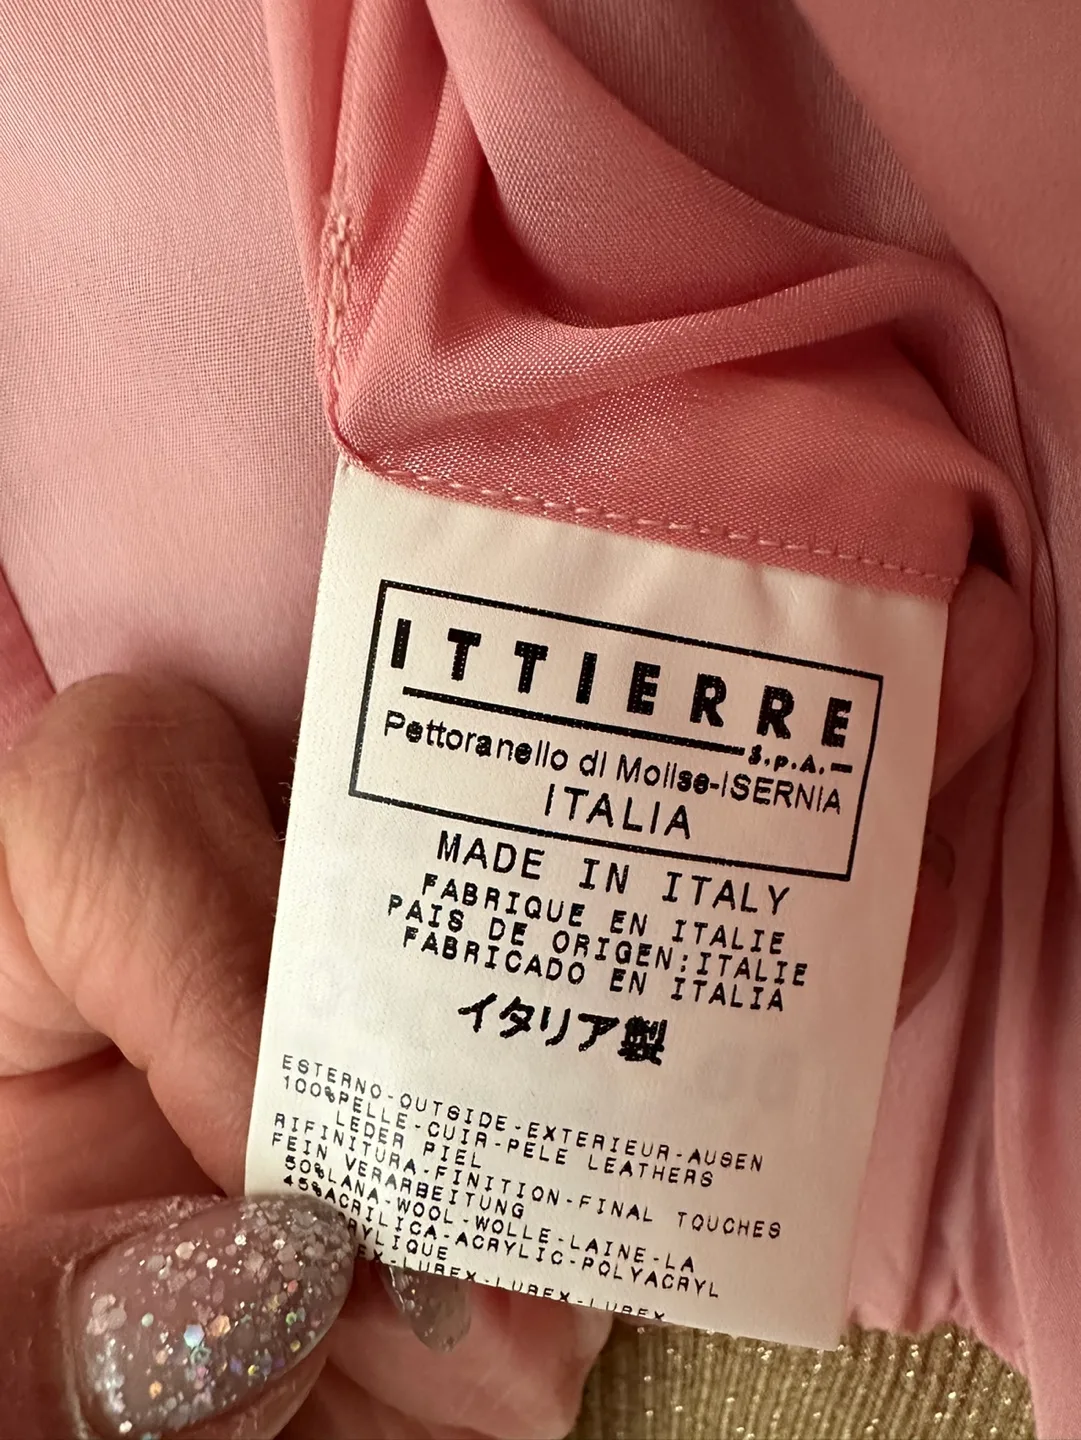 ITTIERRE
S.p.A.
Pettoranello di Molise-ISERNIA
ITALIA
MADE IN ITALY
FABRIQUE EN ITALIE
PAIS DE ORIGEN:ITALIE
FABRICADO EN ITALIA
イタリア製
ESTERNO-OUTSIDE-EXTERIEUR-AUSEN
100%PELLE-CUIR-PELE LEATHERS
LEDER PIEL
RIFINITURA-FINITION-FINAL TOUCHES
FEIN VERARBEITUNG
50%LANA-WOOL-WOLLE-LAINE-LA
45%ACRILICA-ACRYLIC-POLYACRYL
RYLIQUE
EX-LUREX-LUREX-LUREX